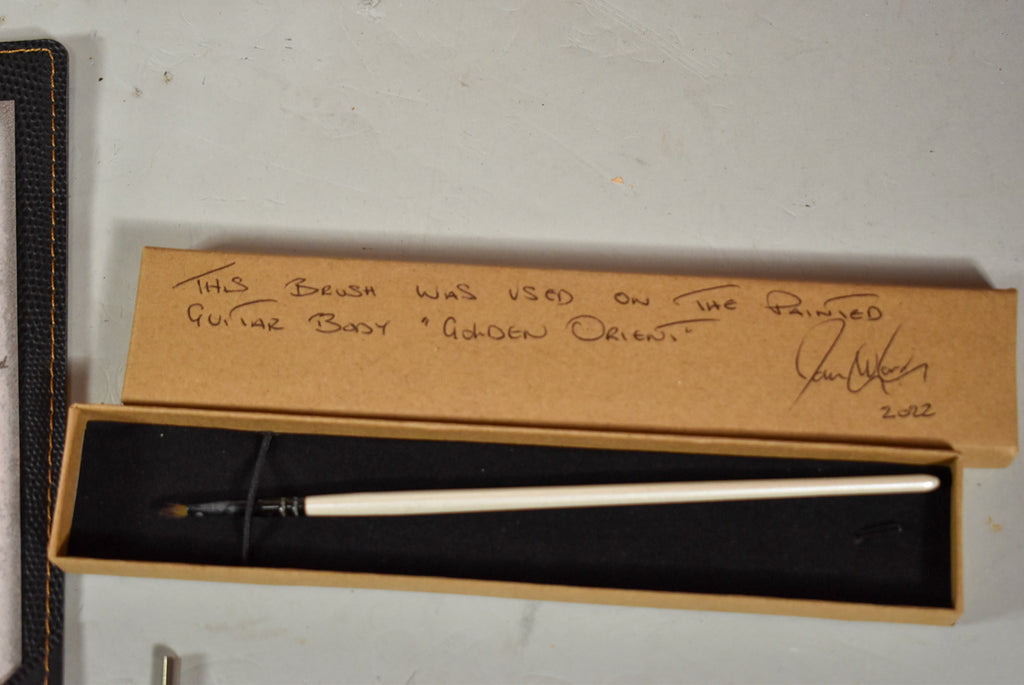 THIS BRUSH WAS USED ON THE PAINTED
GUITAR BODY "GOLDEN ORIENT"
2022